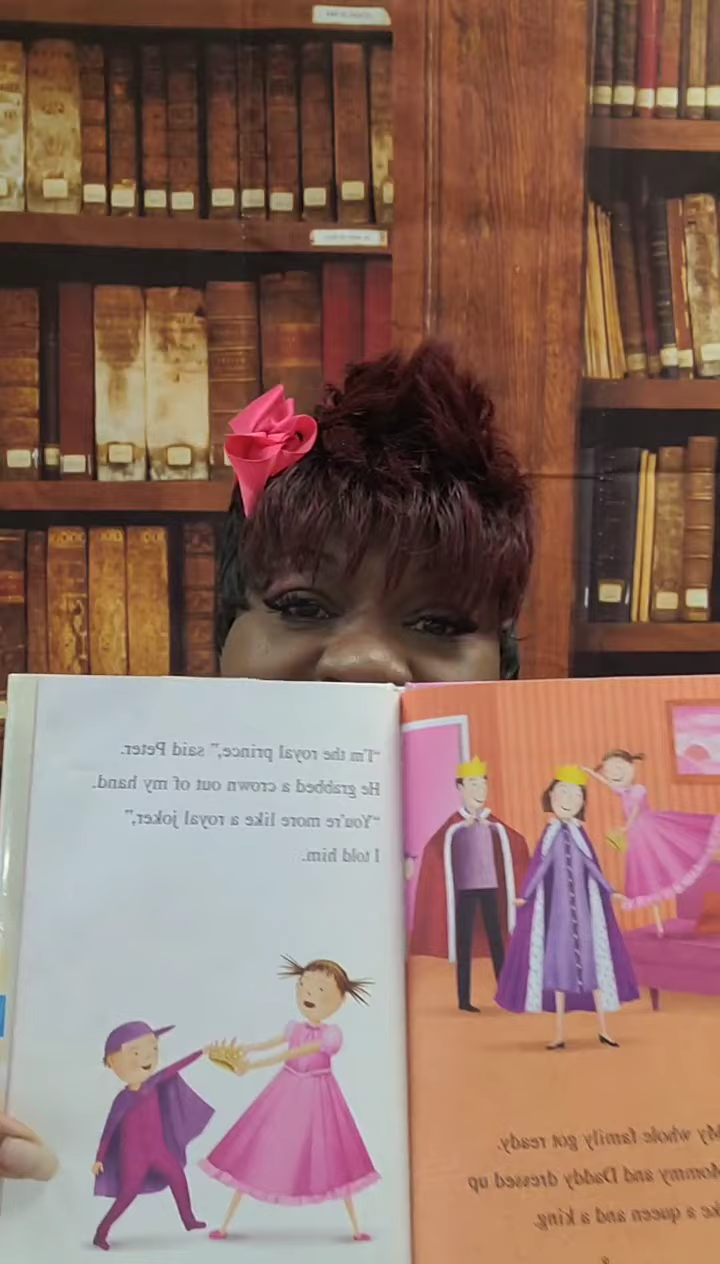 "I'm the royal prince," said Peter.
He grabbed a crown out of my hand.
"You're more like a royal joker,"
I told him.
My whole family got ready.
Mommy and Daddy dressed up
a queen and a king.